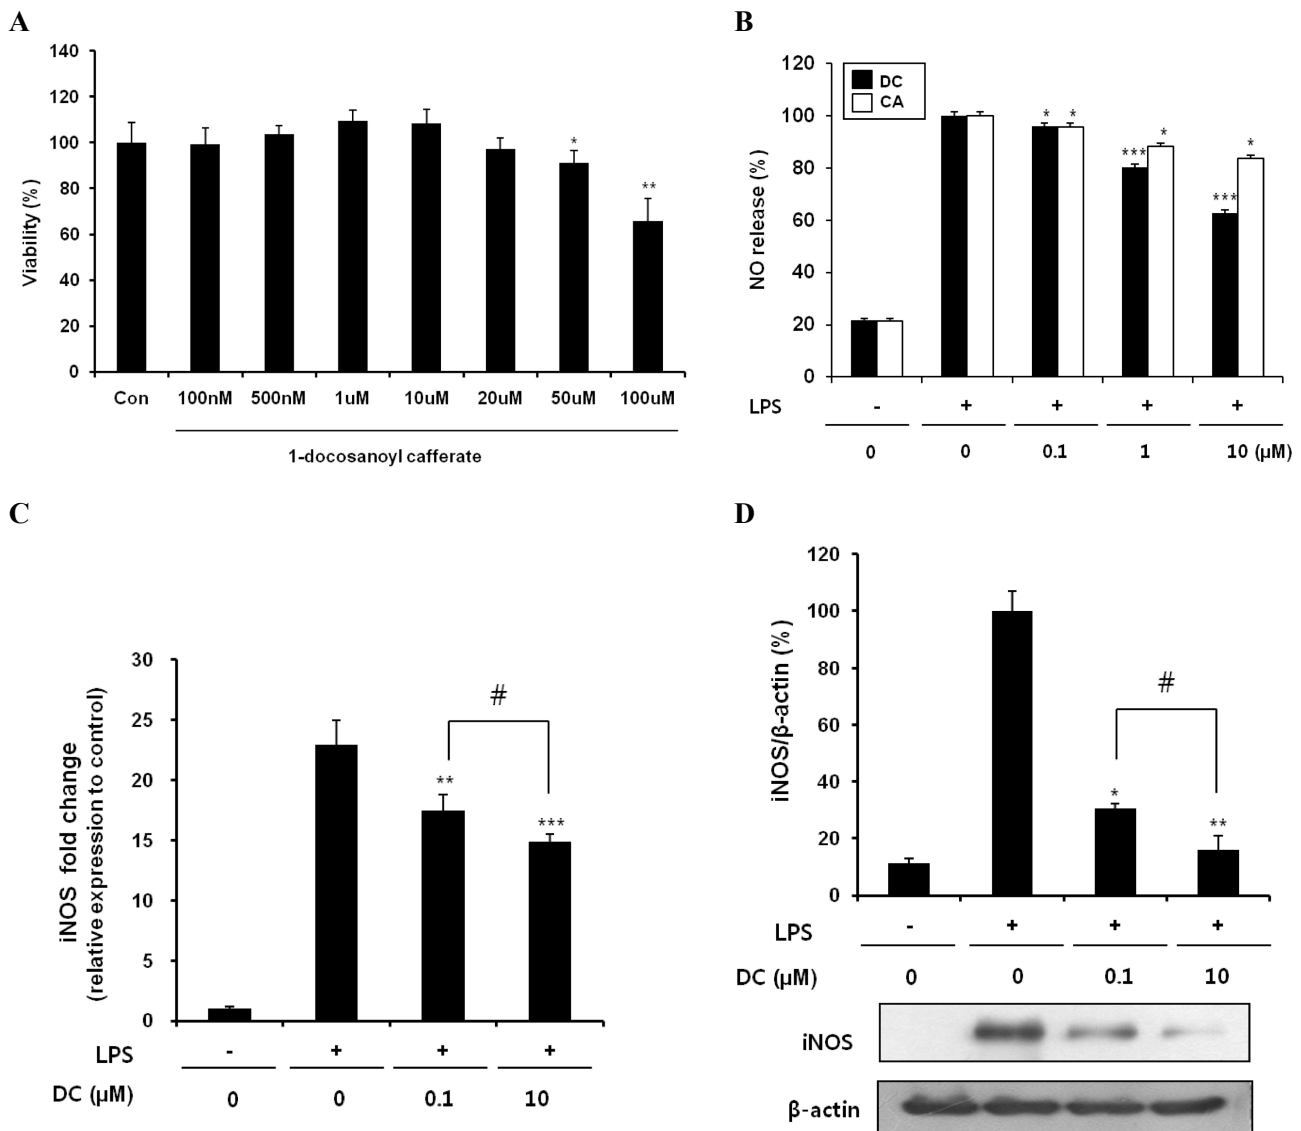 A
140
120
100
80
60
40
20
0
Viability (%)
* **
Con 100nM 500nM 1uM 10uM 20uM 50uM 100uM
1-docosanoyl cafferate
B
120
100
80
60
40
20
0
NO release (%)
DC
CA
* * *** * *** *
LPS - + + + +
0 0 0.1 1 10 (μM)
C
30
25
20
15
10
5
0
iNOS fold change
(relative expression to control)
#
** ***
LPS - + + +
DC (μM) 0 0 0.1 10
D
120
100
80
60
40
20
0
iNOS/β-actin (%)
#
* **
LPS - + + +
DC (μM) 0 0 0.1 10
iNOS
β-actin